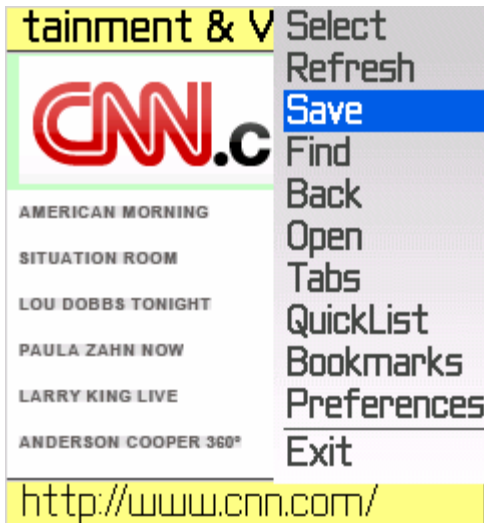 tainment & V
CNN.c
AMERICAN MORNING
SITUATION ROOM
LOU DOBBS TONIGHT
PAULA ZAHN NOW
LARRY KING LIVE
ANDERSON COOPER 360°
Select
Refresh
Save
Find
Back
Open
Tabs
QuickList
Bookmarks
Preferences
Exit
http://www.cnn.com/